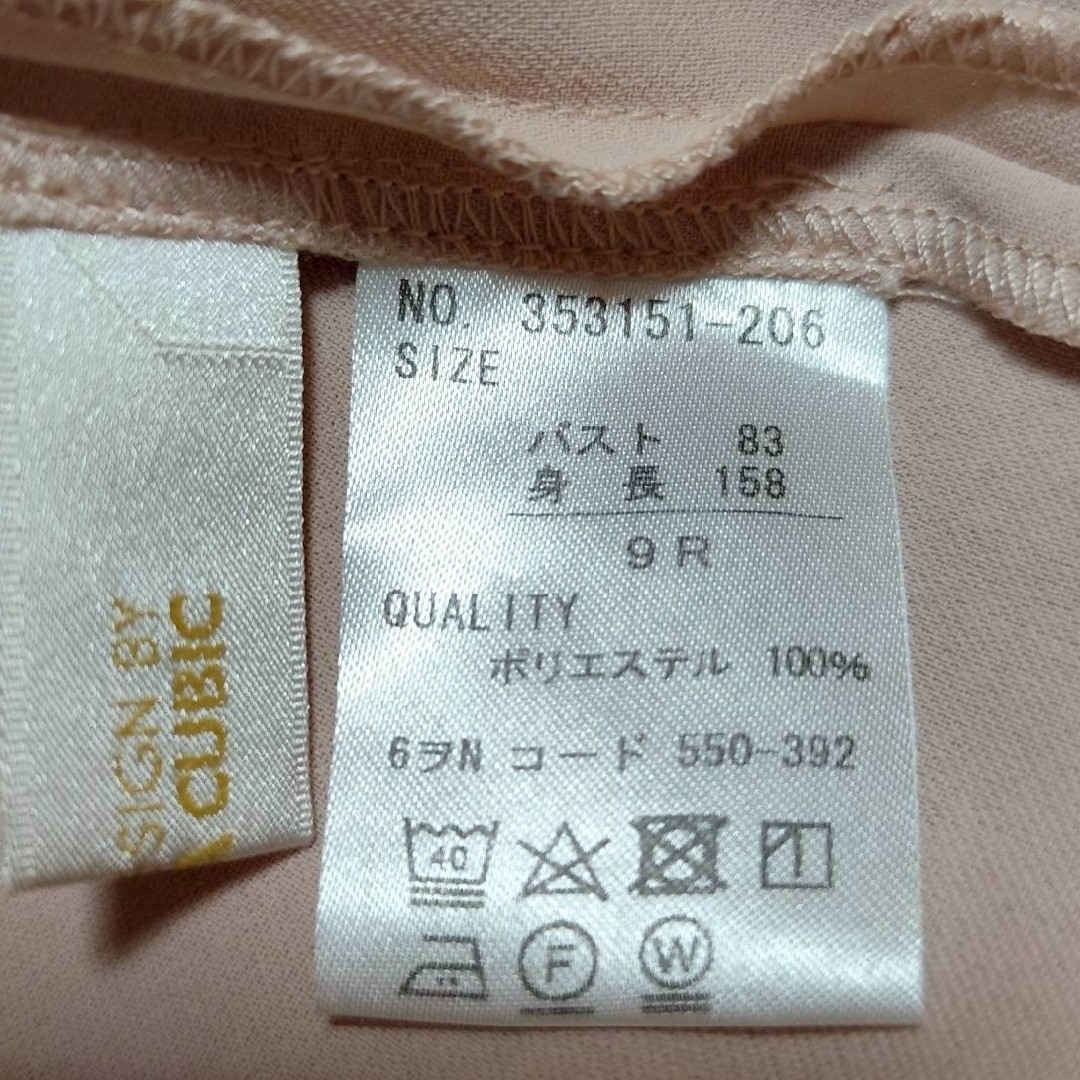 SIGN BY
CUBIC
NO. 353151-206
SIZE
バスト 83
身長 158
9R
QUALITY
ポリエステル 100%
6ヲN コード 550-392
40
F
W